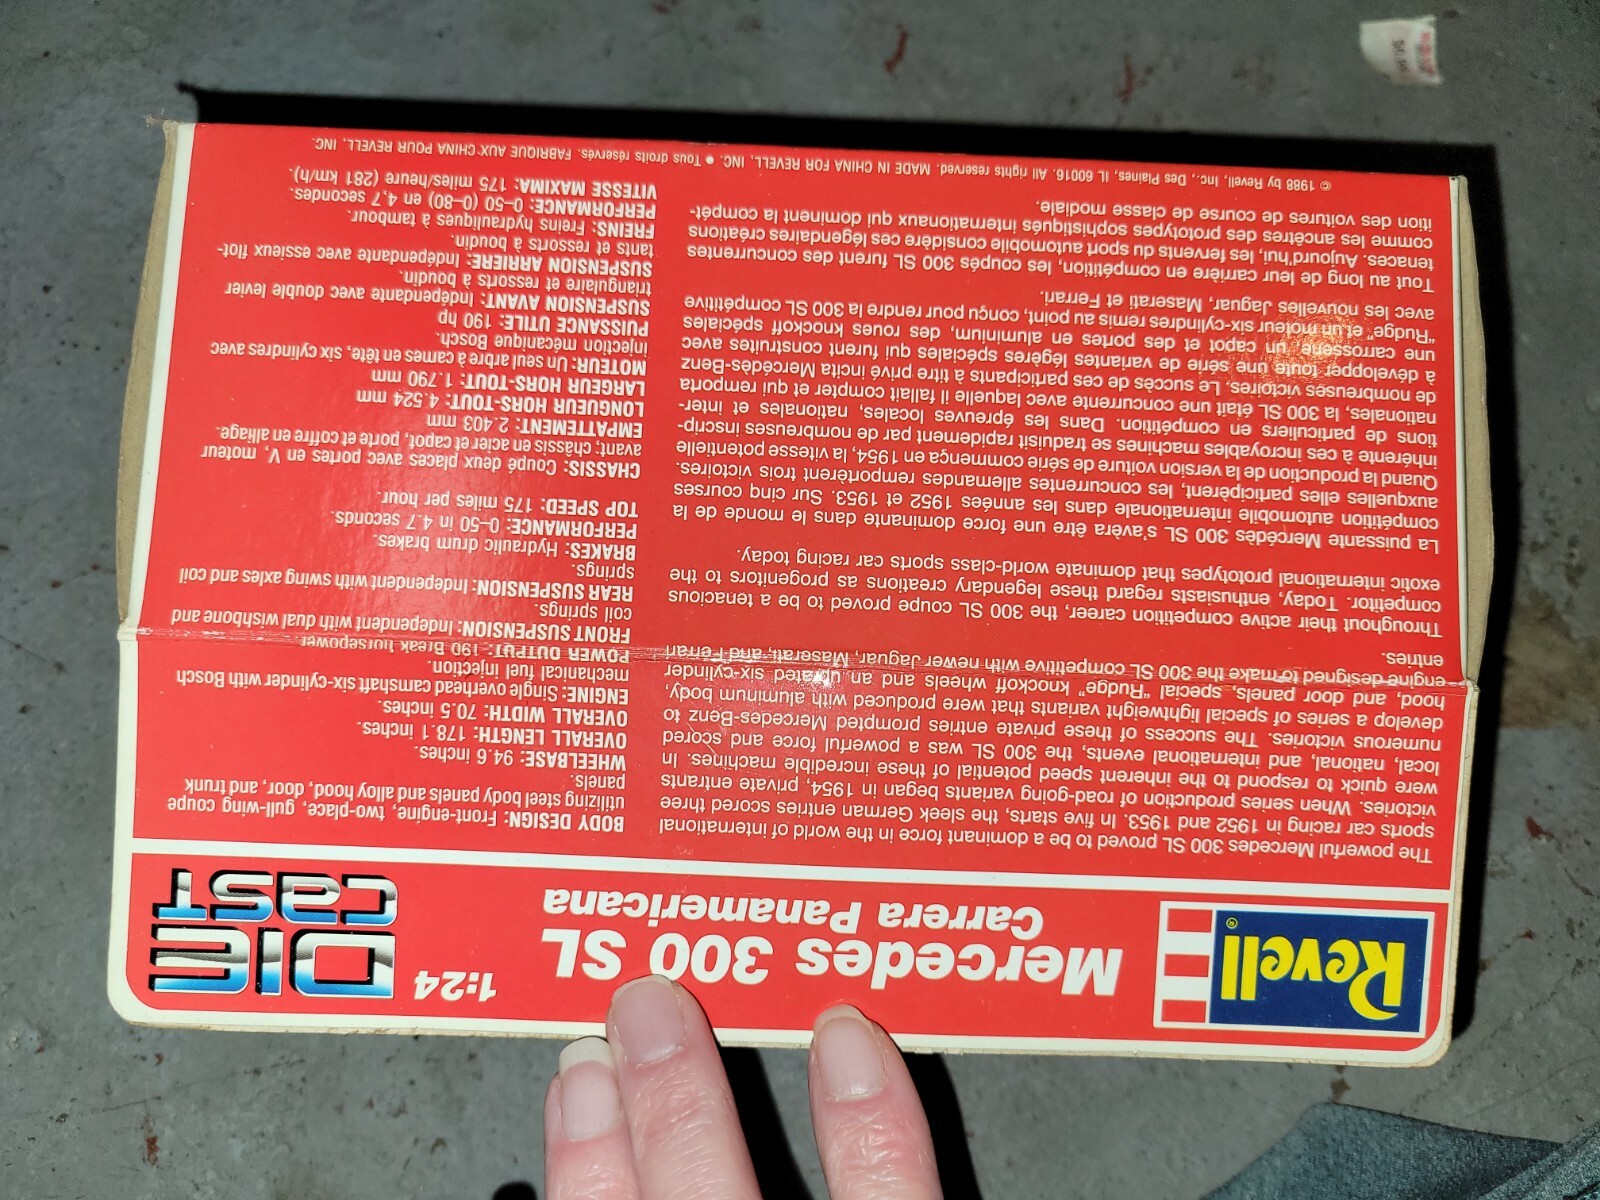 Revell®
Mercedes 300 SL
Carrera Panamericana
1:24
DIE
CAST
The powerful Mercedes 300 SL proved to be a dominant force in the world of international
sports car racing in 1952 and 1953. In five starts, the sleek German entries scored three
victories. When series production of road-going variants began in 1954, private entrants
were quick to respond to the inherent speed potential of these incredible machines. In
local, national, and international events, the 300 SL was a powerful force and scored
numerous victories. The success of these private entries prompted Mercedes-Benz to
develop a series of special lightweight variants that were produced with aluminum body,
hood, and door panels, special "Rudge" knockoff wheels and an uprated six-cylinder
engine designed to make the 300 SL competitive with newer Jaguar, Maserati, and Ferrari
entries.
Throughout their active competition career, the 300 SL coupe proved to be a tenacious
competitor. Today, enthusiasts regard these legendary creations as progenitors to the
exotic international prototypes that dominate world-class sports car racing today.
La puissante Mercédès 300 SL s'avèra être une force dominante dans le monde de la
compétition automobile internationale dans les années 1952 et 1953. Sur cinq courses
auxquelles elles participèrent, les concurrentes allemandes remportèrent trois victoires.
Quand la production de la version voiture de série commença en 1954, la vitesse potentielle
inhérente à ces incroyables machines se traduisit rapidement par de nombreuses inscrip-
tions de particuliers en compétition. Dans les épreuves locales, nationales et inter-
nationales, la 300 SL était une concurrente avec laquelle il fallait compter et qui remporta
de nombreuses victoires. Le succès de ces participants à titre privé incita Mercédès-Benz
à développer toute une série de variantes légères spéciales qui furent construites avec
une carrosserie, un capot et des portes en aluminium, des roues knockoff spéciales
"Rudge" et un moteur six-cylindres remis au point, conçu pour rendre la 300 SL compétitive
avec les nouvelles Jaguar, Maserati et Ferrari.
Tout au long de leur carrière en compétition, les coupés 300 SL furent des concurrentes
tenaces. Aujourd'hui, les fervents du sport automobile considère ces légendaires créations
comme les ancêtres des prototypes sophistiqués internationaux qui dominent la compét-
ition des voitures de course de classe modiale.
BODY DESIGN: Front-engine, two-place, gull-wing coupe
utilizing steel body panels and alloy hood, door, and trunk
panels.
WHEELBASE: 94.6 inches.
OVERALL LENGTH: 178.1 inches.
OVERALL WIDTH: 70.5 inches.
ENGINE: Single overhead camshaft six-cylinder with Bosch
mechanical fuel injection.
POWER OUTPUT: 190 Break horsepower
FRONT SUSPENSION: Independent with dual wishbone and
coil springs.
REAR SUSPENSION: Independent with swing axles and coil
springs.
BRAKES: Hydraulic drum brakes.
PERFORMANCE: 0–50 in 4.7 seconds.
TOP SPEED: 175 miles per hour.
CHASSIS: Coupé deux places avec portes en V, moteur
avant; châssis en acier et capot, porte et coffre en alliage.
EMPATTEMENT: 2.403 mm
LONGUEUR HORS-TOUT: 4.524 mm
LARGEUR HORS-TOUT: 1.790 mm
MOTEUR: Un seul arbre à cames en tête, six cylindres avec
injection mécanique Bosch.
PUISSANCE UTILE: 190 hp
SUSPENSION AVANT: Indépendante avec double levier
triangulaire et ressorts à boudin.
SUSPENSION ARRIERE: Indépendante avec essieux flot-
tants et ressorts à boudin.
FREINS: Freins hydrauliques à tambour.
PERFORMANCE: 0–50 (0–80) en 4,7 secondes.
VITESSE MAXIMA: 175 miles/heure (281 km/h).
© 1988 by Revell, Inc., Des Plaines, IL 60016. All rights reserved. MADE IN CHINA FOR REVELL, INC. ● Tous droits réservés. FABRIQUE AUX CHINA POUR REVELL, INC.